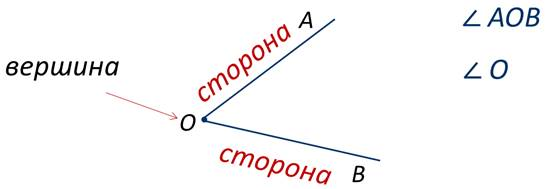 A
∠ AOB
сторона
вершина
∠ O
O
сторона
B